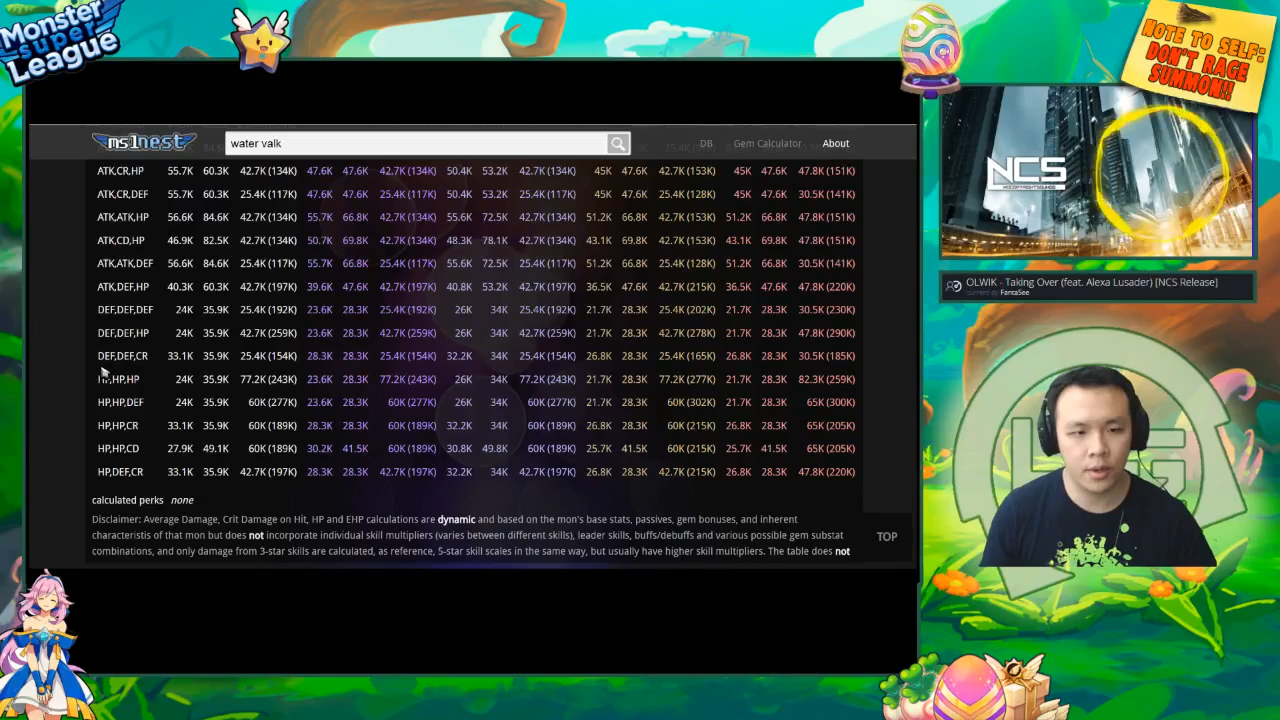 Monster
super
League
NOTE TO SELF:
DON'T RAGE
SUMMON!!
mslnest
water valk
DB Gem Calculator About
ATK,CR,HP 55.7K 60.3K 42.7K (134K) 47.6K 47.6K 42.7K (134K) 50.4K 53.2K 42.7K (134K) 45K 47.6K 42.7K (153K) 45K 47.6K 47.8K (151K)
ATK,CR,DEF 55.7K 60.3K 25.4K (117K) 47.6K 47.6K 25.4K (117K) 50.4K 53.2K 25.4K (117K) 45K 47.6K 25.4K (128K) 45K 47.6K 30.5K (141K)
ATK,ATK,HP 56.6K 84.6K 42.7K (134K) 55.7K 66.8K 42.7K (134K) 55.6K 72.5K 42.7K (134K) 51.2K 66.8K 42.7K (153K) 51.2K 66.8K 47.8K (151K)
ATK,CD,HP 46.9K 82.5K 42.7K (134K) 50.7K 69.8K 42.7K (134K) 48.3K 78.1K 42.7K (134K) 43.1K 69.8K 42.7K (153K) 43.1K 69.8K 47.8K (151K)
ATK,ATK,DEF 56.6K 84.6K 25.4K (117K) 55.7K 66.8K 25.4K (117K) 55.6K 72.5K 25.4K (117K) 51.2K 66.8K 25.4K (128K) 51.2K 66.8K 30.5K (141K)
ATK,DEF,HP 40.3K 60.3K 42.7K (197K) 39.6K 47.6K 42.7K (197K) 40.8K 53.2K 42.7K (197K) 36.5K 47.6K 42.7K (215K) 36.5K 47.6K 47.8K (220K)
DEF,DEF,DEF 24K 35.9K 25.4K (192K) 23.6K 28.3K 25.4K (192K) 26K 34K 25.4K (192K) 21.7K 28.3K 25.4K (202K) 21.7K 28.3K 30.5K (230K)
DEF,DEF,HP 24K 35.9K 42.7K (259K) 23.6K 28.3K 42.7K (259K) 26K 34K 42.7K (259K) 21.7K 28.3K 42.7K (278K) 21.7K 28.3K 47.8K (290K)
DEF,DEF,CR 33.1K 35.9K 25.4K (154K) 28.3K 28.3K 25.4K (154K) 32.2K 34K 25.4K (154K) 26.8K 28.3K 25.4K (165K) 26.8K 28.3K 30.5K (185K)
HP,HP,HP 24K 35.9K 77.2K (243K) 23.6K 28.3K 77.2K (243K) 26K 34K 77.2K (243K) 21.7K 28.3K 77.2K (277K) 21.7K 28.3K 82.3K (259K)
HP,HP,DEF 24K 35.9K 60K (277K) 23.6K 28.3K 60K (277K) 26K 34K 60K (277K) 21.7K 28.3K 60K (302K) 21.7K 28.3K 65K (300K)
HP,HP,CR 33.1K 35.9K 60K (189K) 28.3K 28.3K 60K (189K) 32.2K 34K 60K (189K) 26.8K 28.3K 60K (215K) 26.8K 28.3K 65K (205K)
HP,HP,CD 27.9K 49.1K 60K (189K) 30.2K 41.5K 60K (189K) 30.8K 49.8K 60K (189K) 25.7K 41.5K 60K (215K) 25.7K 41.5K 65K (205K)
HP,DEF,CR 33.1K 35.9K 42.7K (197K) 28.3K 28.3K 42.7K (197K) 32.2K 34K 42.7K (197K) 26.8K 28.3K 42.7K (215K) 26.8K 28.3K 47.8K (220K)
calculated perks none
Disclaimer: Average Damage, Crit Damage on Hit, HP and EHP calculations are dynamic and based on the mon's base stats, passives, gem bonuses, and inherent
characteristics of that mon but does not incorporate individual skill multipliers (varies between different skills), leader skills, buffs/debuffs and various possible gem substat
combinations, and only damage from 3-star skills are calculated, as reference, 5-star skill scales in the same way, but usually have higher skill multipliers. The table does not
TOP
NCS
NOCOPYRIGHTSOUNDS
OLWIK - Taking Over (feat. Alexa Lusader) [NCS Release]
FantaSee